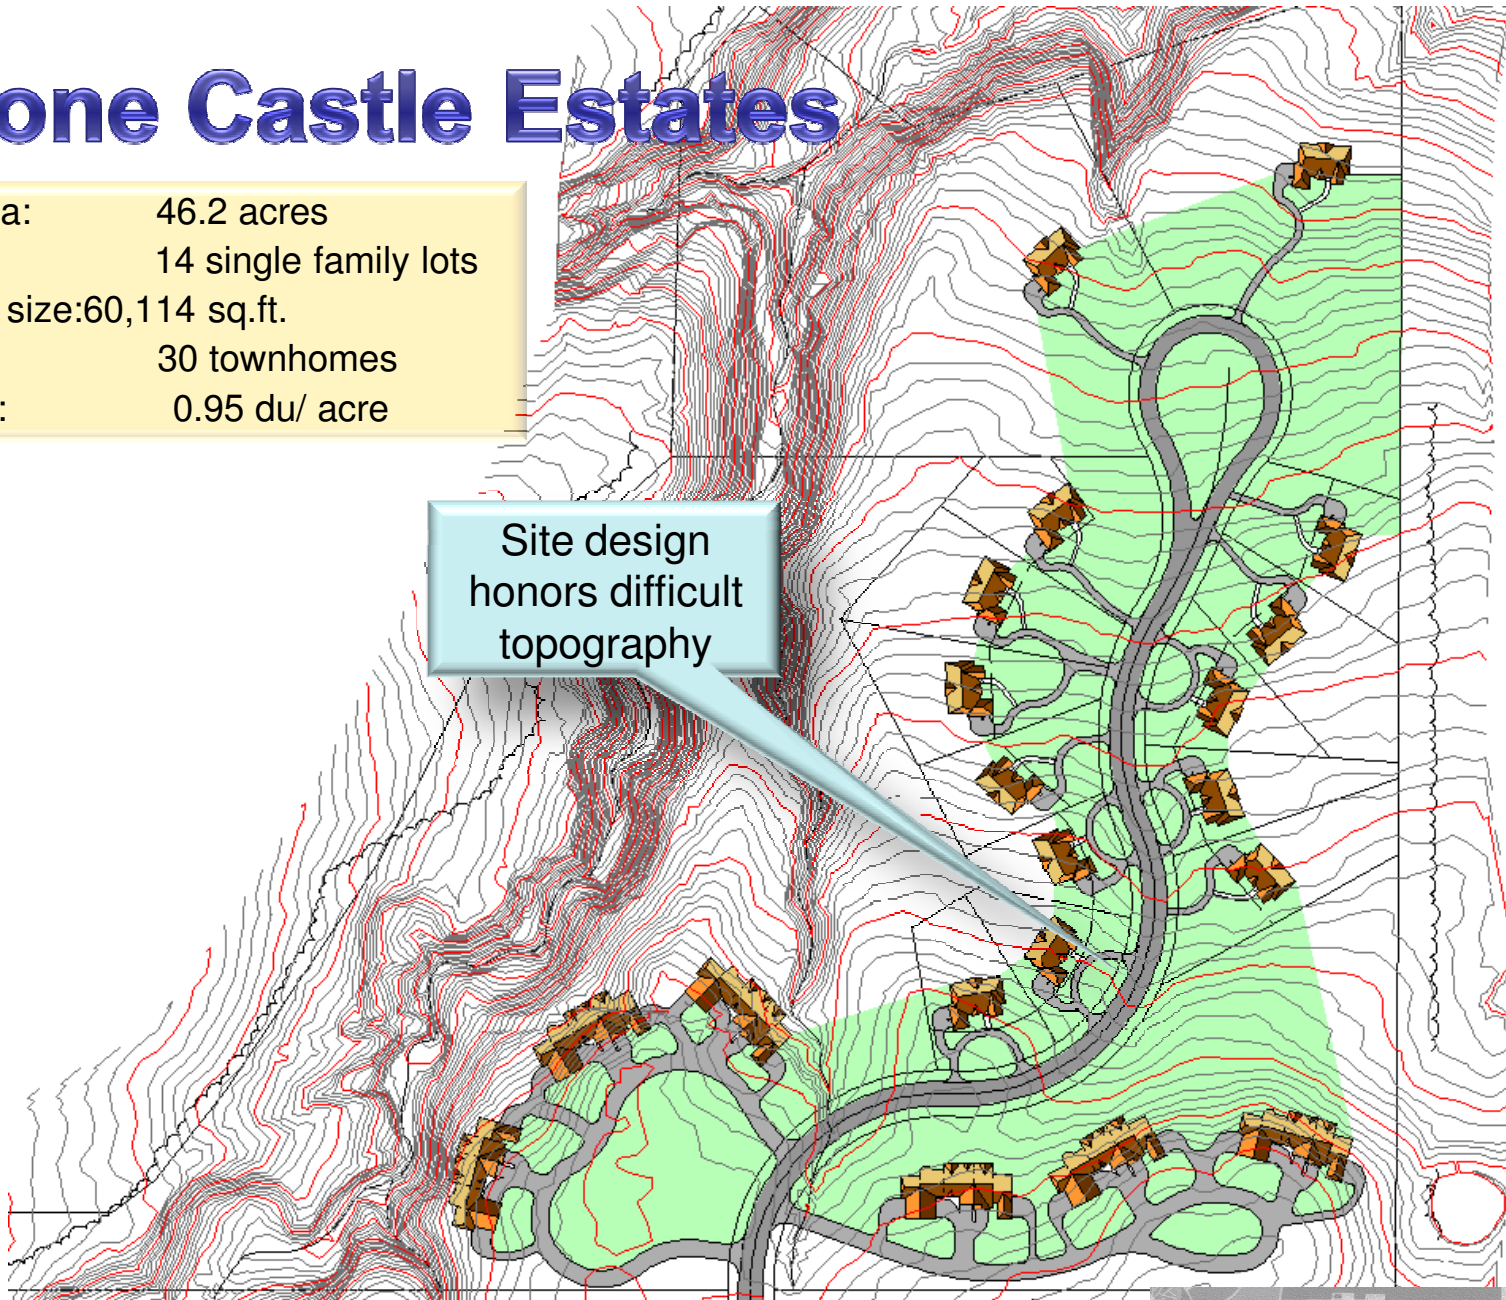 one Castle Estates
a: 46.2 acres
14 single family lots
size:60,114 sq.ft.
30 townhomes
: 0.95 du/ acre
Site design
honors difficult
topography